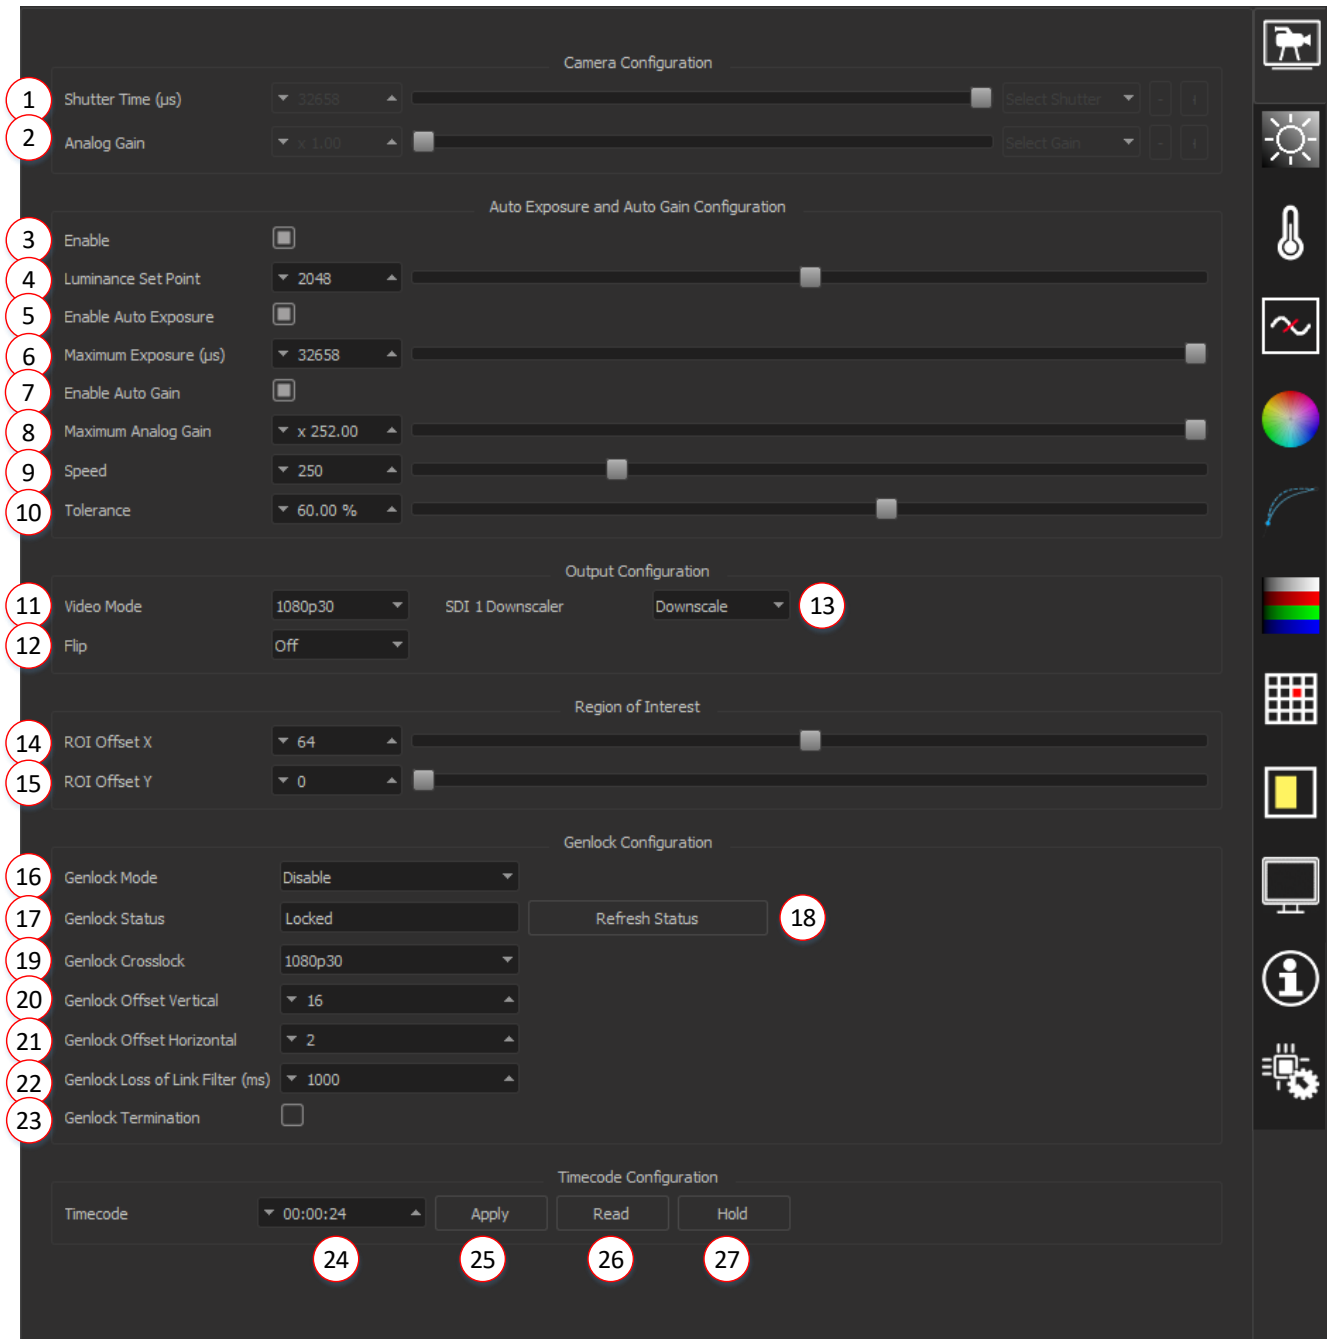 Camera Configuration
1 Shutter Time (µs) 32658 Select Shutter - +
2 Analog Gain x 1.00 Select Gain - +
Auto Exposure and Auto Gain Configuration
3 Enable
4 Luminance Set Point 2048
5 Enable Auto Exposure
6 Maximum Exposure (µs) 32658
7 Enable Auto Gain
8 Maximum Analog Gain x 252.00
9 Speed 250
10 Tolerance 60.00 %
Output Configuration
11 Video Mode 1080p30 SDI 1 Downscaler Downscale 13
12 Flip Off
Region of Interest
14 ROI Offset X 64
15 ROI Offset Y 0
Genlock Configuration
16 Genlock Mode Disable
17 Genlock Status Locked Refresh Status 18
19 Genlock Crosslock 1080p30
20 Genlock Offset Vertical 16
21 Genlock Offset Horizontal 2
22 Genlock Loss of Link Filter (ms) 1000
23 Genlock Termination
Timecode Configuration
Timecode 00:00:24 Apply Read Hold
24 25 26 27